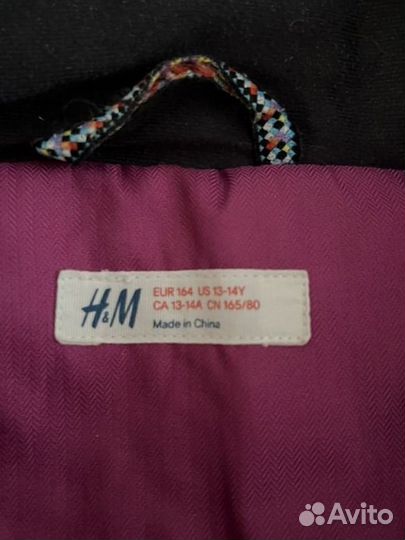 H&M
EUR 164 US 13-14Y
CA 13-14A CN 165/80
Made in China
Avito